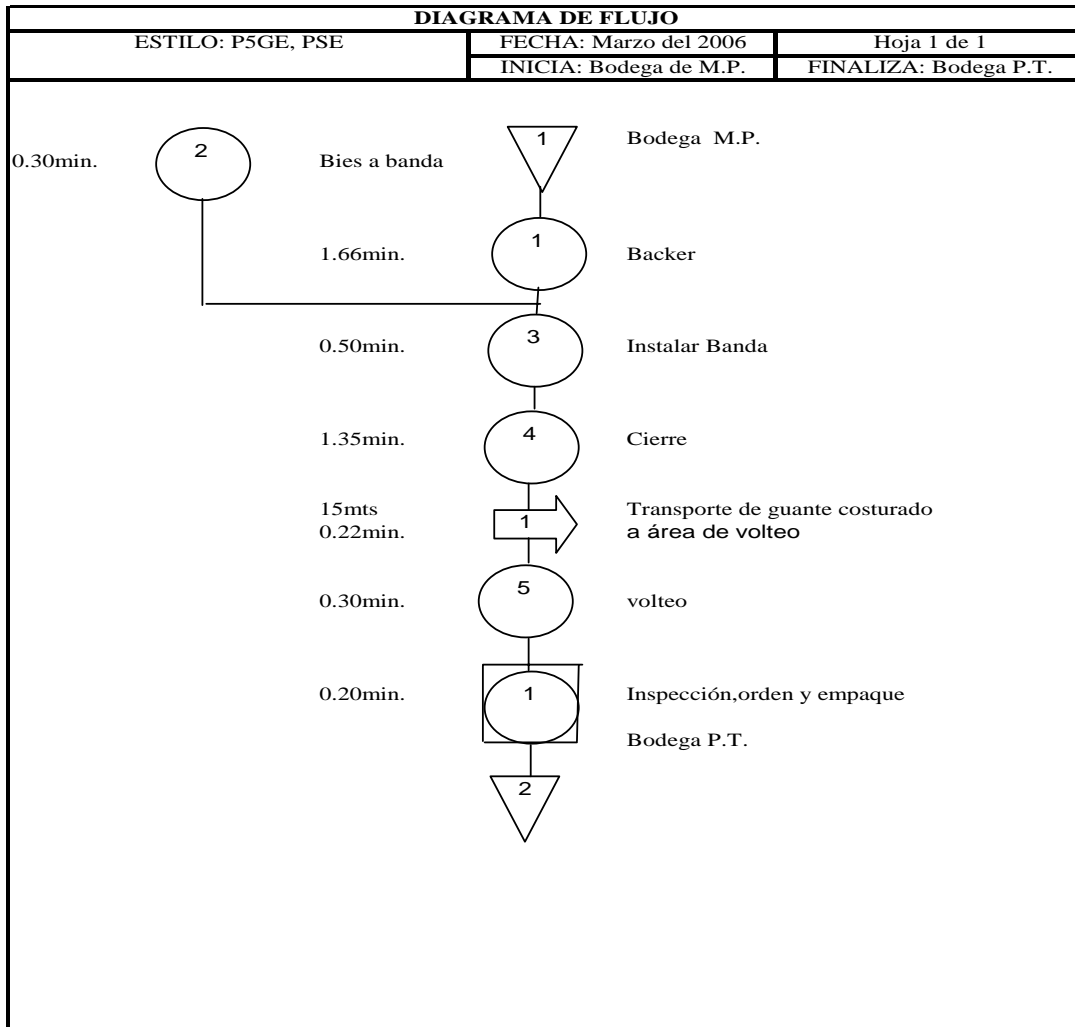 DIAGRAMA DE FLUJO
ESTILO: P5GE, PSE
FECHA: Marzo del 2006
Hoja 1 de 1
INICIA: Bodega de M.P.
FINALIZA: Bodega P.T.
0.30min.
2
Bies a banda
1
Bodega M.P.
1.66min.
1
Backer
0.50min.
3
Instalar Banda
1.35min.
4
Cierre
15mts
0.22min.
1
Transporte de guante costurado
a área de volteo
0.30min.
5
volteo
0.20min.
1
Inspección,orden y empaque
Bodega P.T.
2